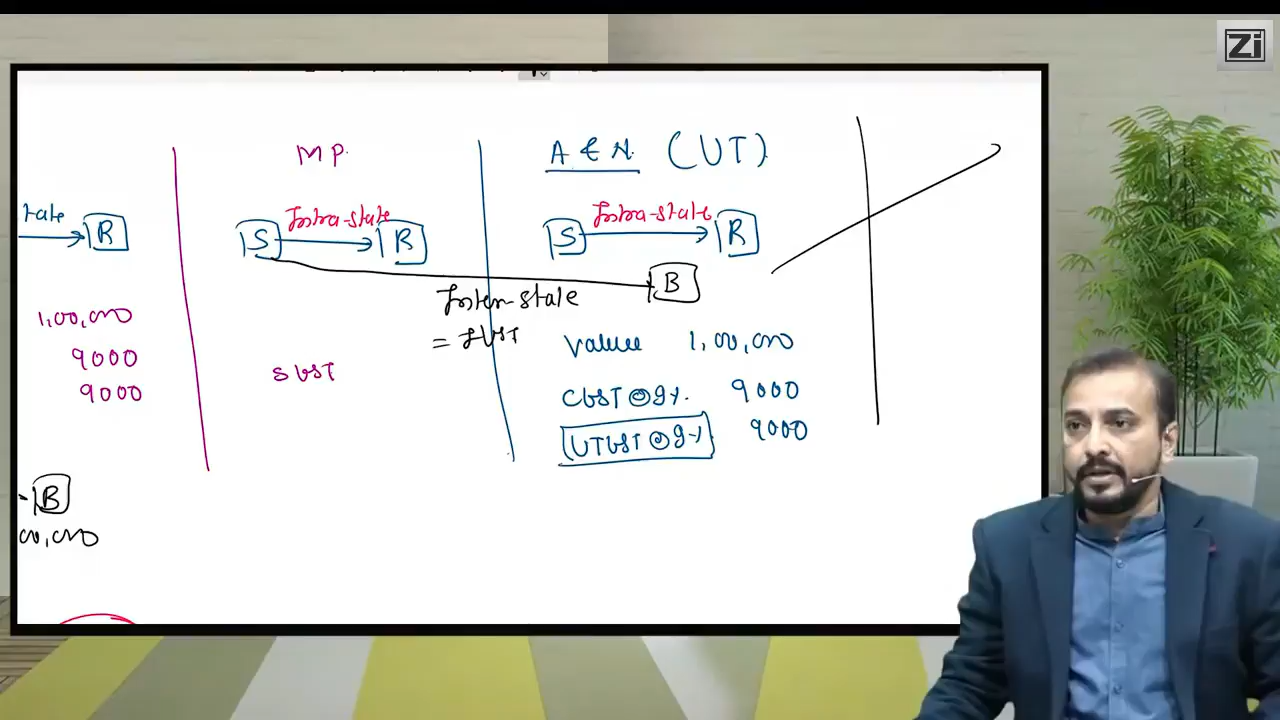 Zi
MP.
A & N. (UT)
tate
R
Intra-state
S
R
Intra-state
S
R
B
Inter-state
= IGST
1,00,000
9000
9000
SGST
value 1,00,000
CGST @9%. 9000
UTGST @9% 9000
B
00,000